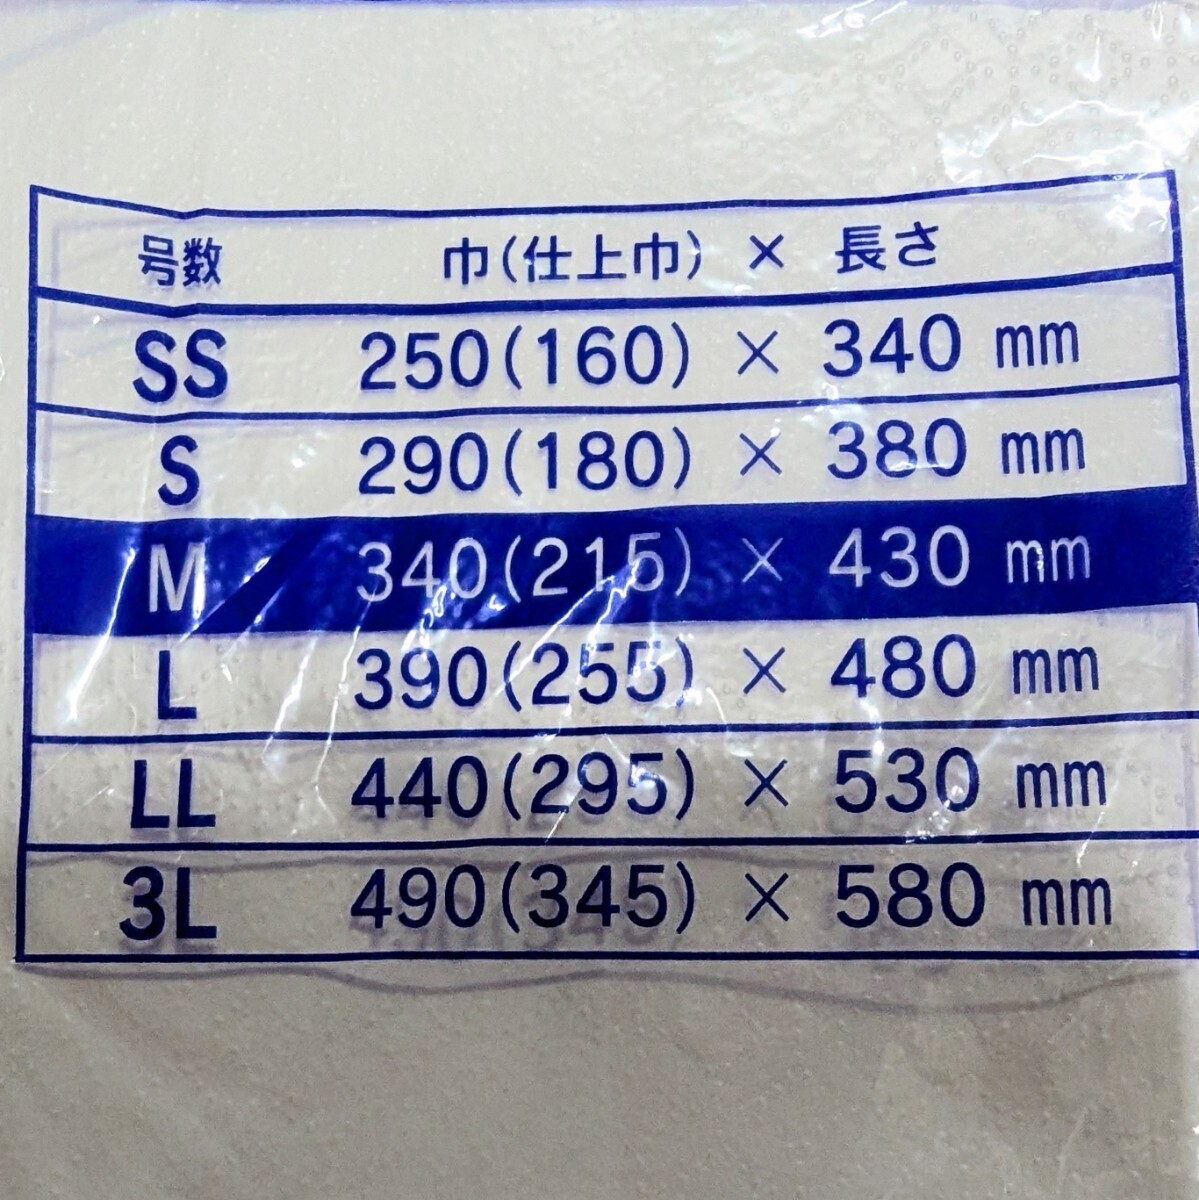 号数 巾(仕上巾) × 長さ
SS 250(160) × 340 mm
S 290(180) × 380 mm
M 340(215) × 430 mm
L 390(255) × 480 mm
LL 440(295) × 530 mm
3L 490(345) × 580 mm